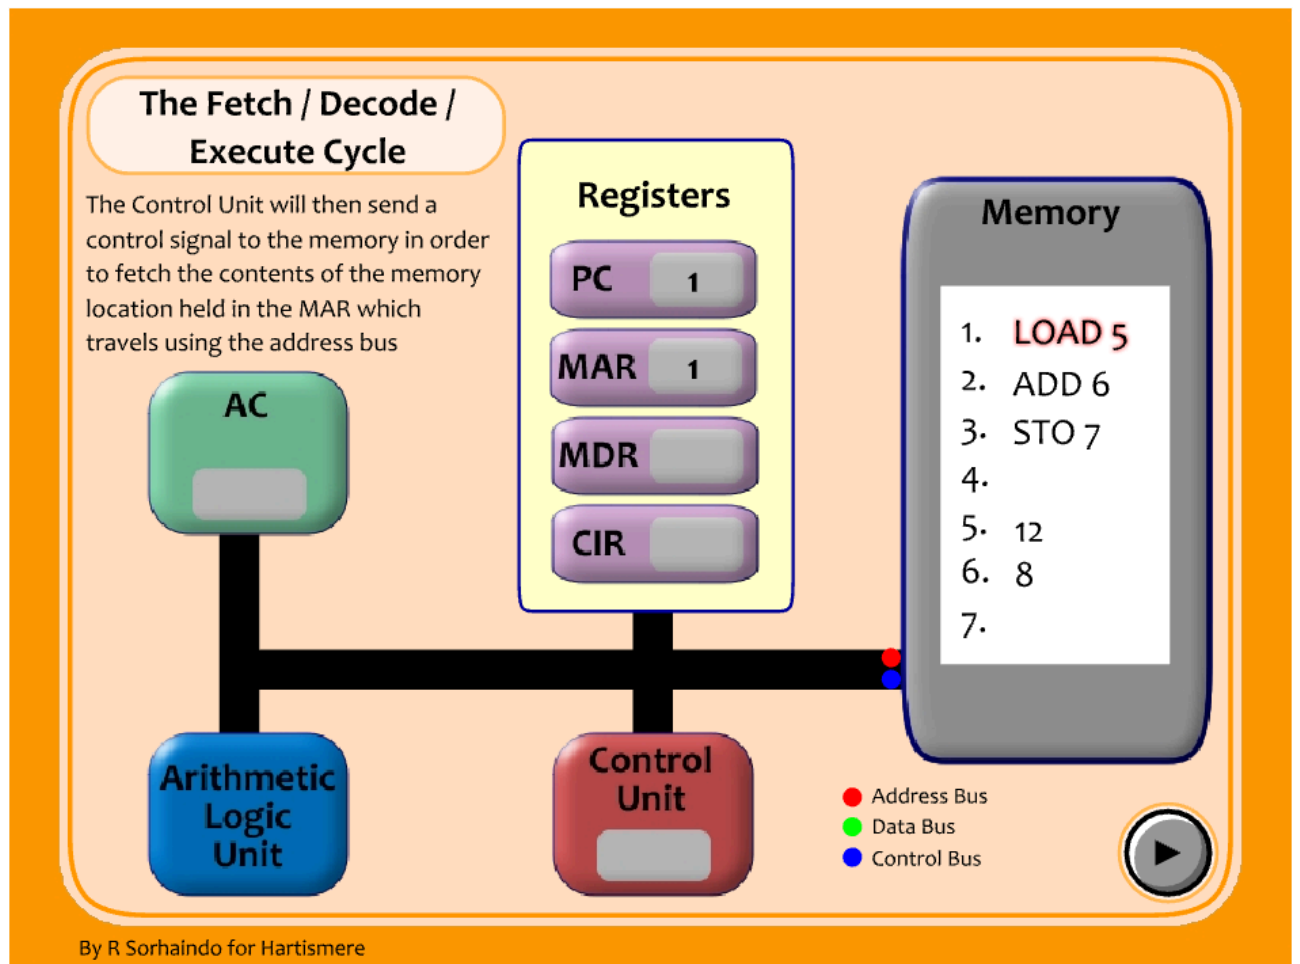 The Fetch / Decode /
Execute Cycle
The Control Unit will then send a
control signal to the memory in order
to fetch the contents of the memory
location held in the MAR which
travels using the address bus
AC
Registers
PC 1
MAR 1
MDR
CIR
Memory
1. LOAD 5
2. ADD 6
3. STO 7
4.
5. 12
6. 8
7.
Arithmetic
Logic
Unit
Control
Unit
Address Bus
Data Bus
Control Bus
By R Sorhaindo for Hartismere